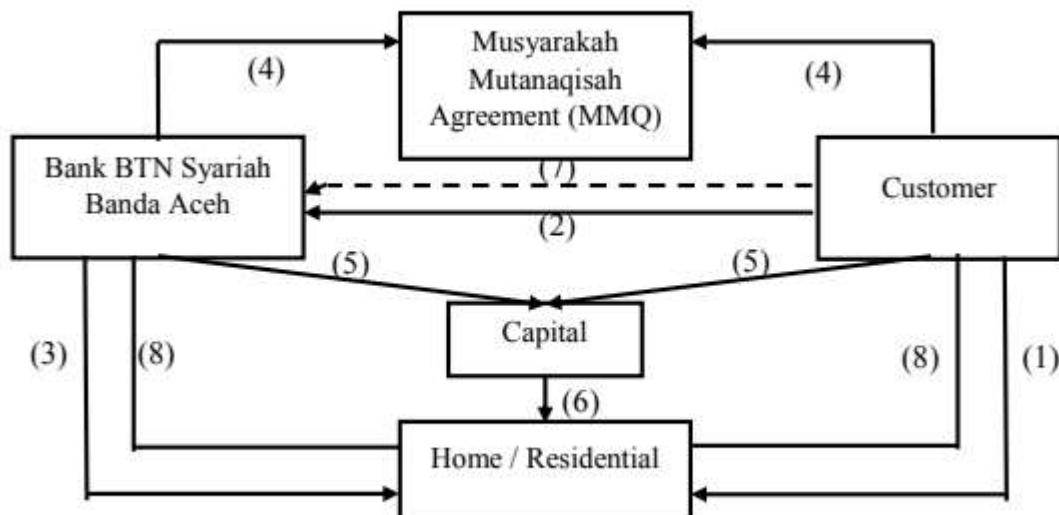 Musyarakah
Mutanaqisah
Agreement (MMQ)
(4)
(4)
Bank BTN Syariah
Banda Aceh
(7)
Customer
(2)
(5)
(5)
Capital
(3)
(8)
(8)
(1)
(6)
Home / Residential